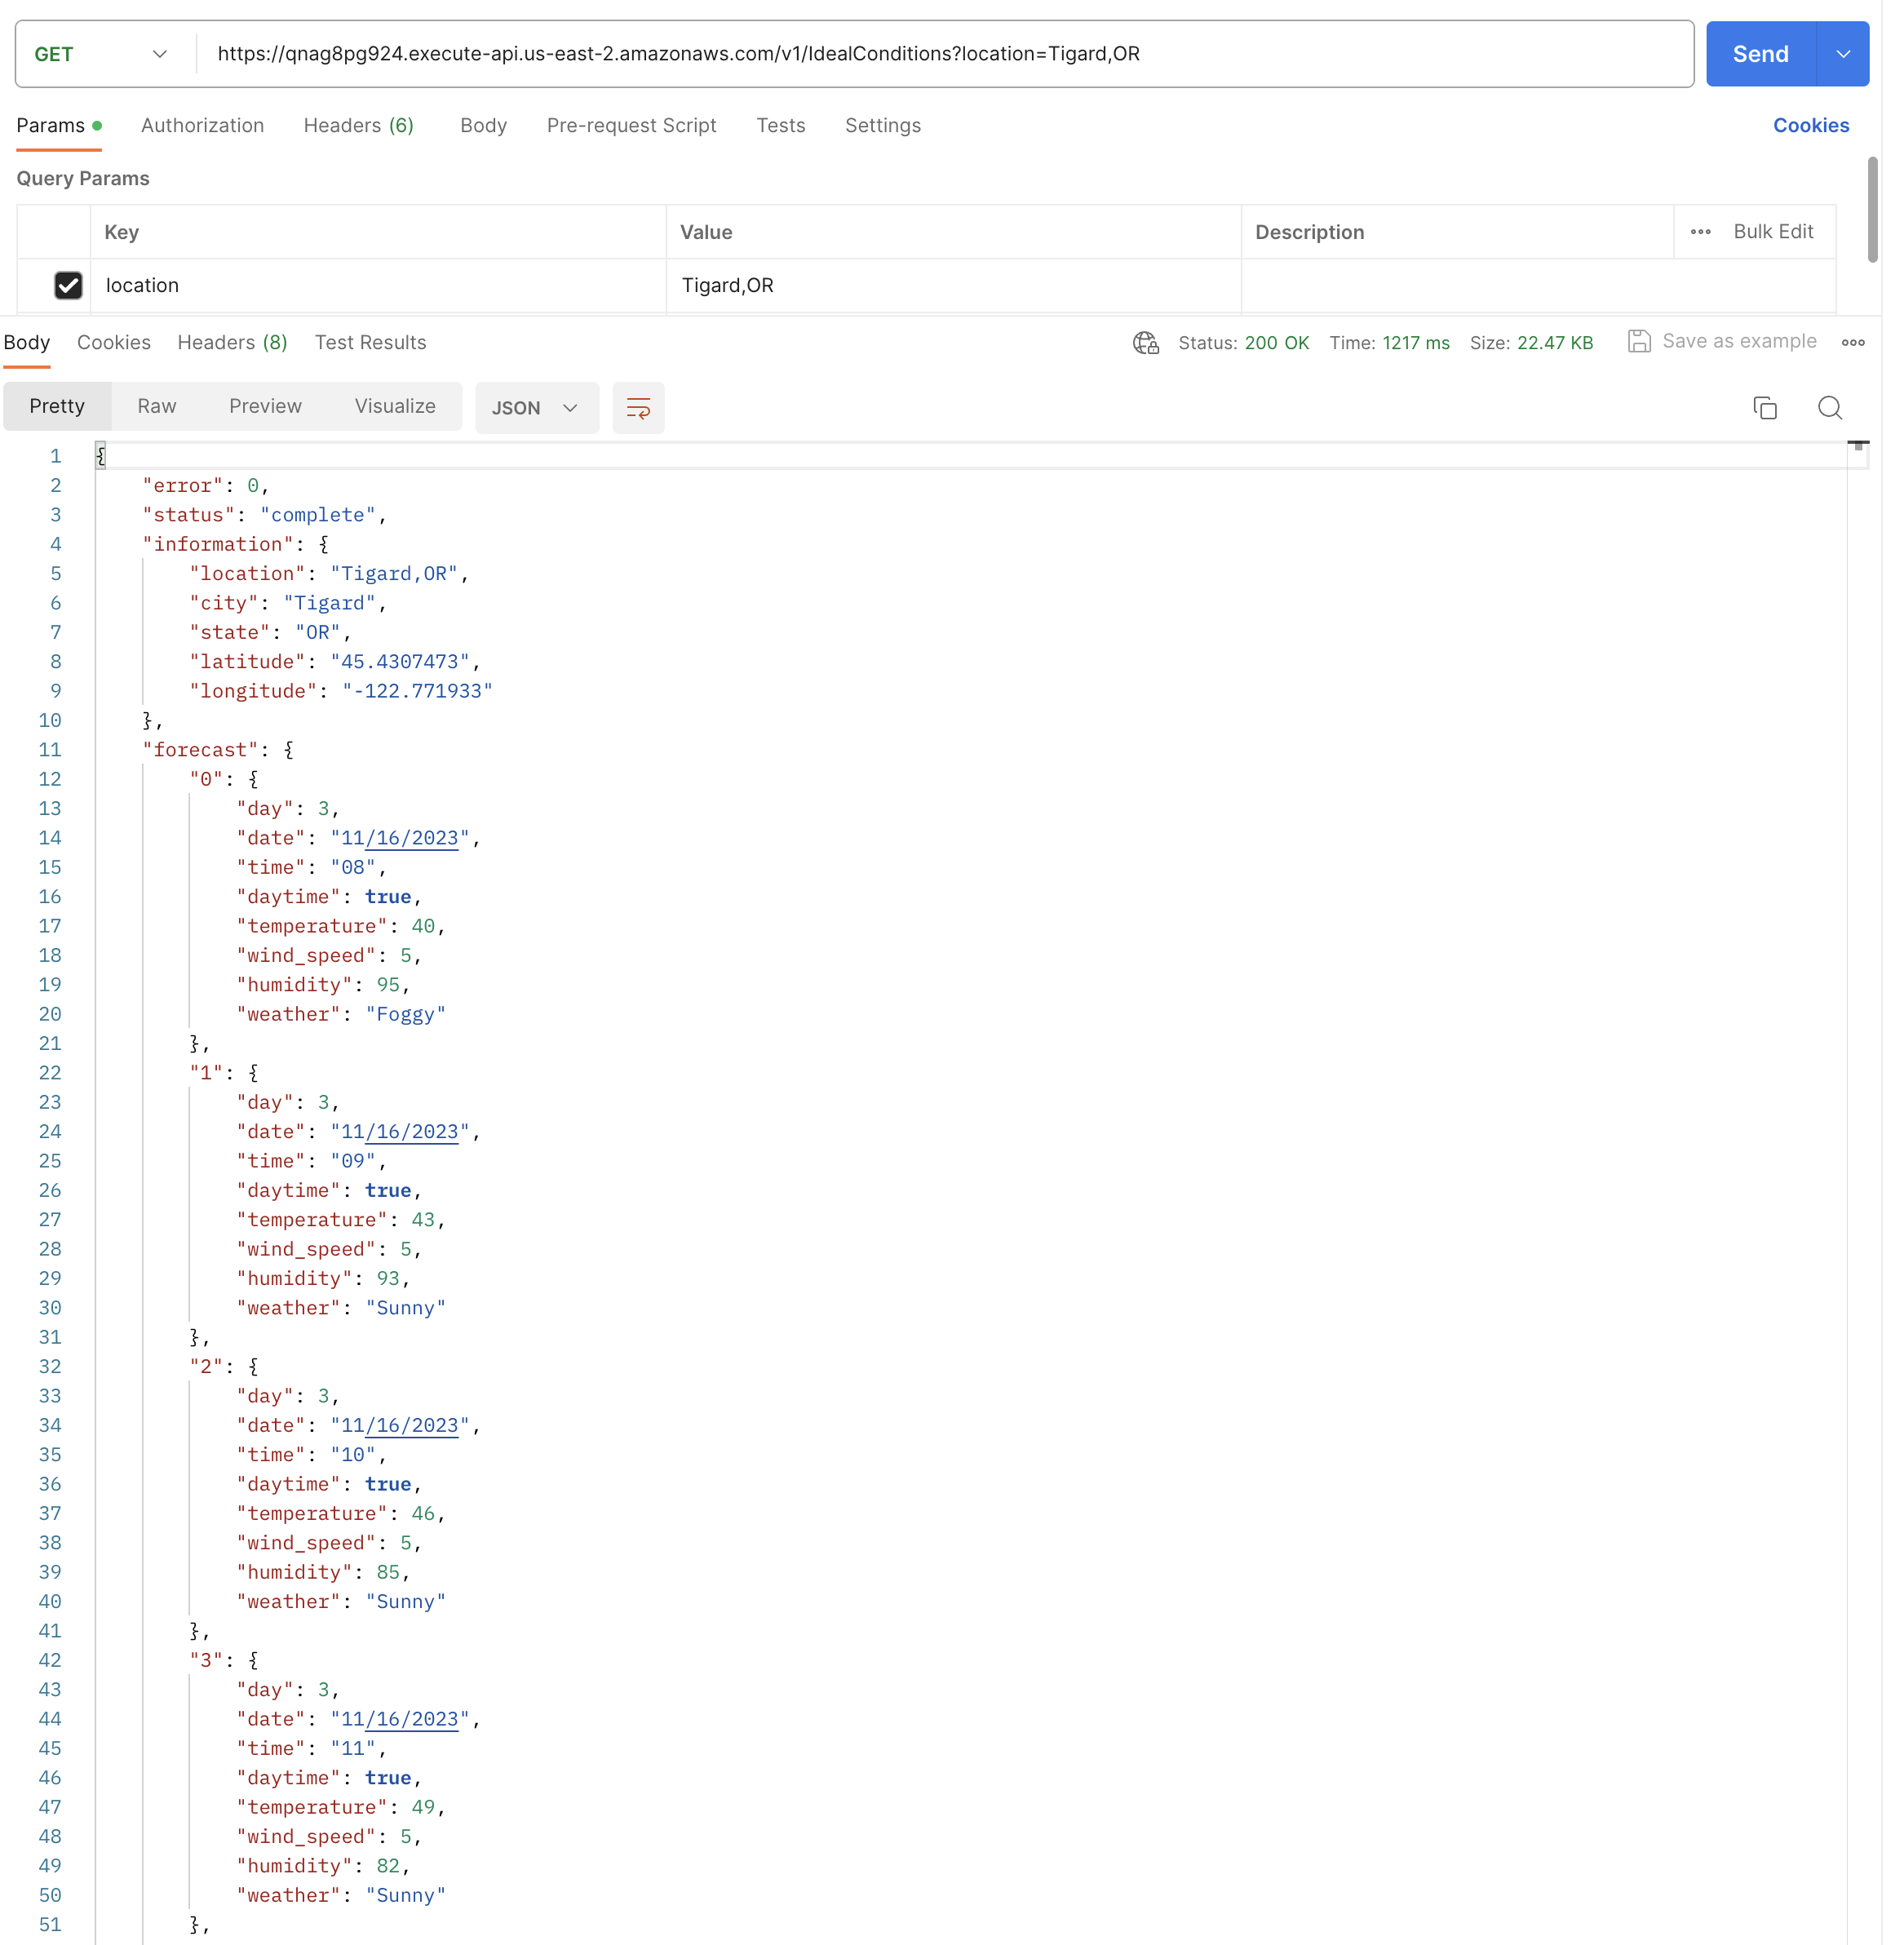 GET https://qnag8pg924.execute-api.us-east-2.amazonaws.com/v1/IdealConditions?location=Tigard,OR Send
Params Authorization Headers (6) Body Pre-request Script Tests Settings Cookies
Query Params
Key Value Description Bulk Edit
location Tigard,OR
Body Cookies Headers (8) Test Results Status: 200 OK Time: 1217 ms Size: 22.47 KB Save as example
Pretty Raw Preview Visualize JSON
1 {
2 "error": 0,
3 "status": "complete",
4 "information": {
5 "location": "Tigard,OR",
6 "city": "Tigard",
7 "state": "OR",
8 "latitude": "45.4307473",
9 "longitude": "-122.771933"
10 },
11 "forecast": {
12 "0": {
13 "day": 3,
14 "date": "11/16/2023",
15 "time": "08",
16 "daytime": true,
17 "temperature": 40,
18 "wind_speed": 5,
19 "humidity": 95,
20 "weather": "Foggy"
21 },
22 "1": {
23 "day": 3,
24 "date": "11/16/2023",
25 "time": "09",
26 "daytime": true,
27 "temperature": 43,
28 "wind_speed": 5,
29 "humidity": 93,
30 "weather": "Sunny"
31 },
32 "2": {
33 "day": 3,
34 "date": "11/16/2023",
35 "time": "10",
36 "daytime": true,
37 "temperature": 46,
38 "wind_speed": 5,
39 "humidity": 85,
40 "weather": "Sunny"
41 },
42 "3": {
43 "day": 3,
44 "date": "11/16/2023",
45 "time": "11",
46 "daytime": true,
47 "temperature": 49,
48 "wind_speed": 5,
49 "humidity": 82,
50 "weather": "Sunny"
51 },